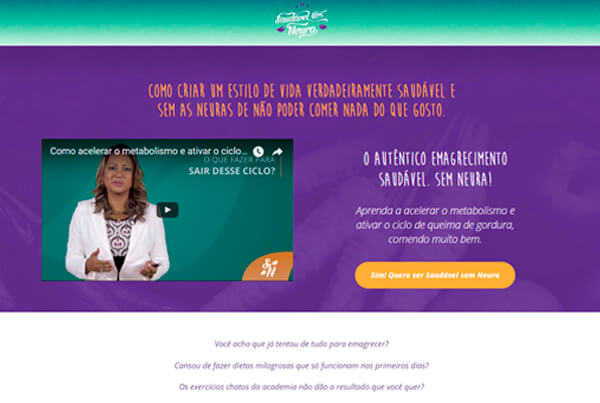 Saudável sem
Neura
COMO CRIAR UM ESTILO DE VIDA VERDADEIRAMENTE SAUDÁVEL E
SEM AS NEURAS DE NÃO PODER COMER NADA DO QUE GOSTO.
Como acelerar o metabolismo e ativar o ciclo...
O QUE FAZER PARA
SAIR DESSE CICLO?
S
N
O AUTÊNTICO EMAGRECIMENTO
SAUDÁVEL. SEM NEURA!
Aprenda a acelerar o metabolismo e
ativar o ciclo de queima de gordura,
comendo muito bem.
Sim! Quero ser Saudável sem Neura
Você acha que já tentou de tudo para emagrecer?
Cansou de fazer dietas milagrosas que só funcionam nos primeiros dias?
Os exercícios chatos da academia não dão o resultado que você quer?